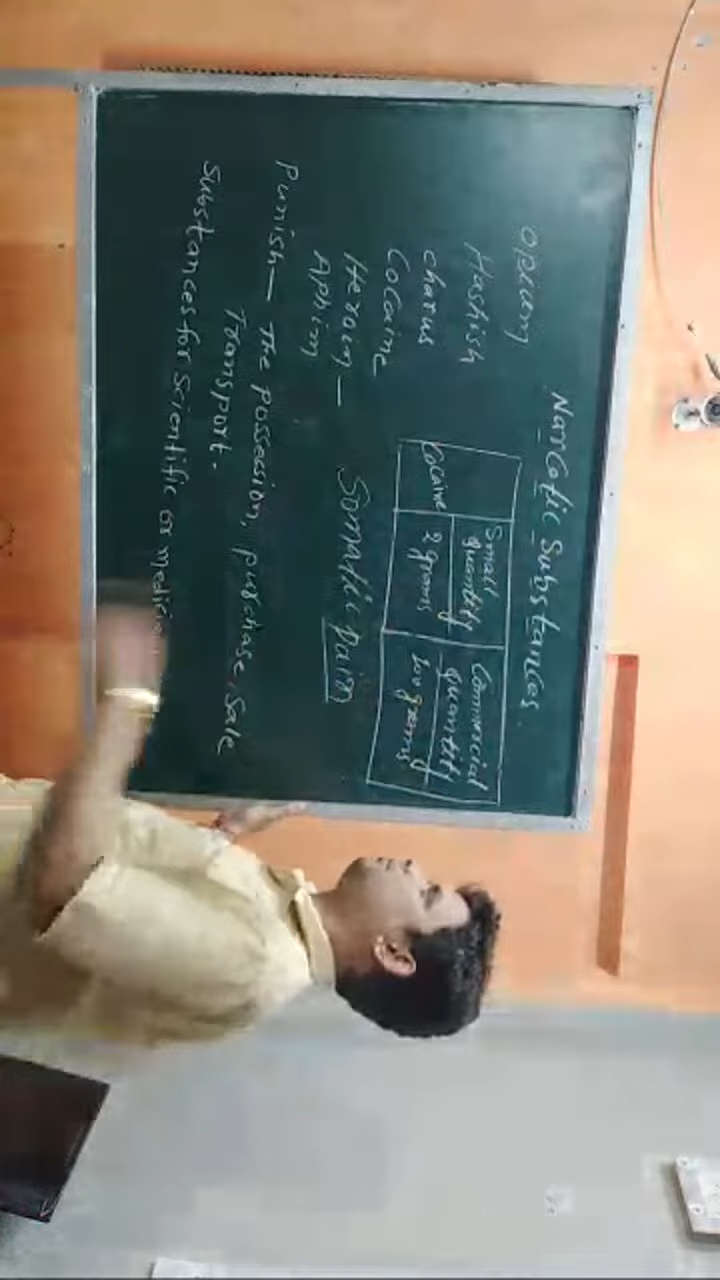 Narcotic Substances.
Opium
Hashish
charus
Cocaine
Heroin —
Aphim
Small quantity
Commercial quantity
Cocaine
2 grams
100 grams
Somatic Pain
Punish — The Possession, purchase, Sale
Transport.
Substances for Scientific or